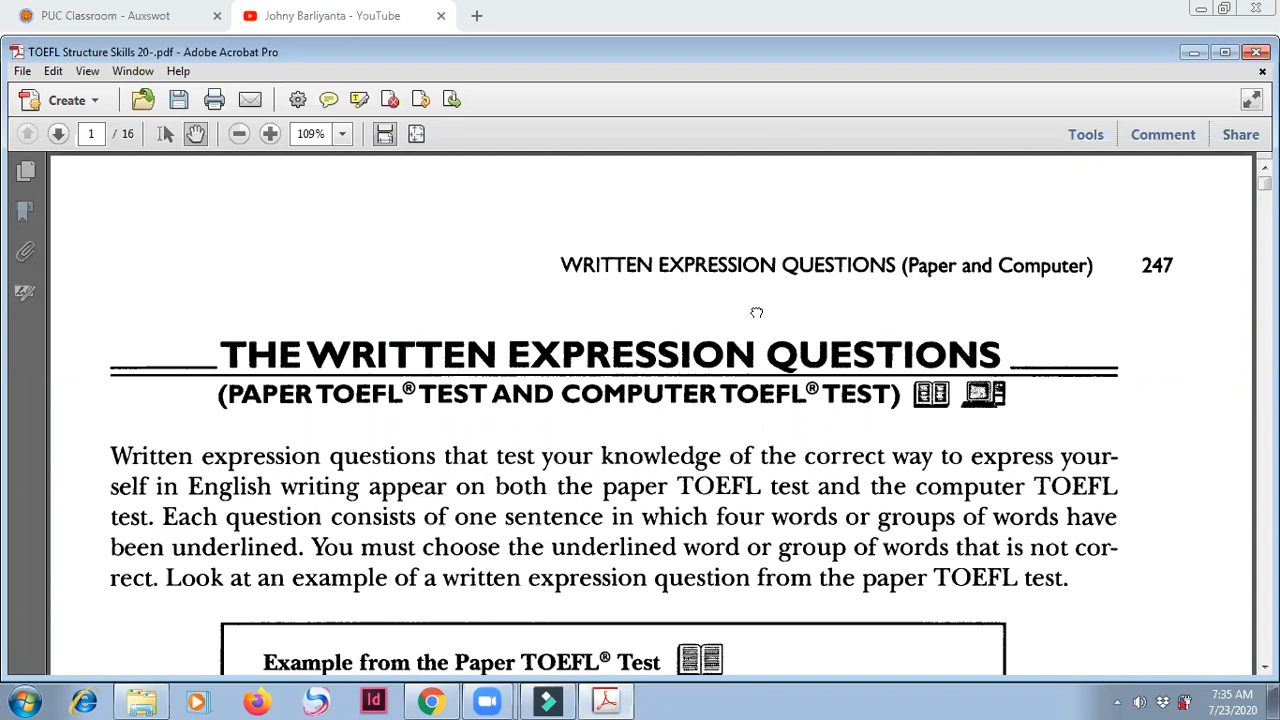 PUC Classroom - Auxswot
Johny Barliyanta - YouTube
TOEFL Structure Skills 20-.pdf - Adobe Acrobat Pro
File Edit View Window Help
Create
1 / 16 109% Tools Comment Share
WRITTEN EXPRESSION QUESTIONS (Paper and Computer) 247
THE WRITTEN EXPRESSION QUESTIONS
(PAPER TOEFL® TEST AND COMPUTER TOEFL® TEST)
Written expression questions that test your knowledge of the correct way to express your-
self in English writing appear on both the paper TOEFL test and the computer TOEFL
test. Each question consists of one sentence in which four words or groups of words have
been underlined. You must choose the underlined word or group of words that is not cor-
rect. Look at an example of a written expression question from the paper TOEFL test.
Example from the Paper TOEFL® Test
Id
7:35 AM
7/23/2020